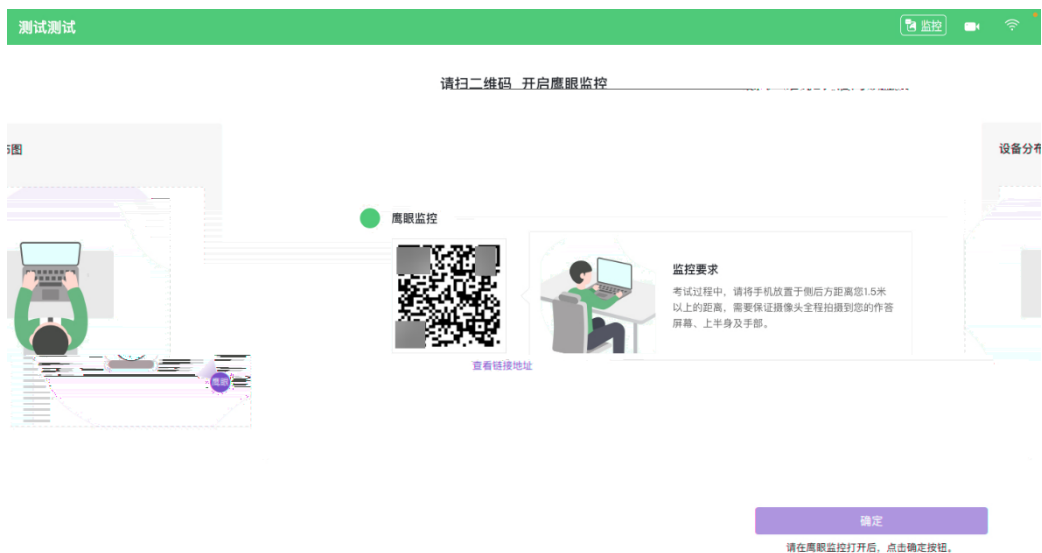 测试测试
监控
请扫二维码 开启鹰眼监控
布图
设备分布
鹰眼监控
监控要求
考试过程中，请将手机放置于侧后方距离您1.5米
以上的距离，需要保证摄像头全程拍摄到您的作答
屏幕、上半身及手部。
查看链接地址
鹰眼
确定
请在鹰眼监控打开后，点击确定按钮。